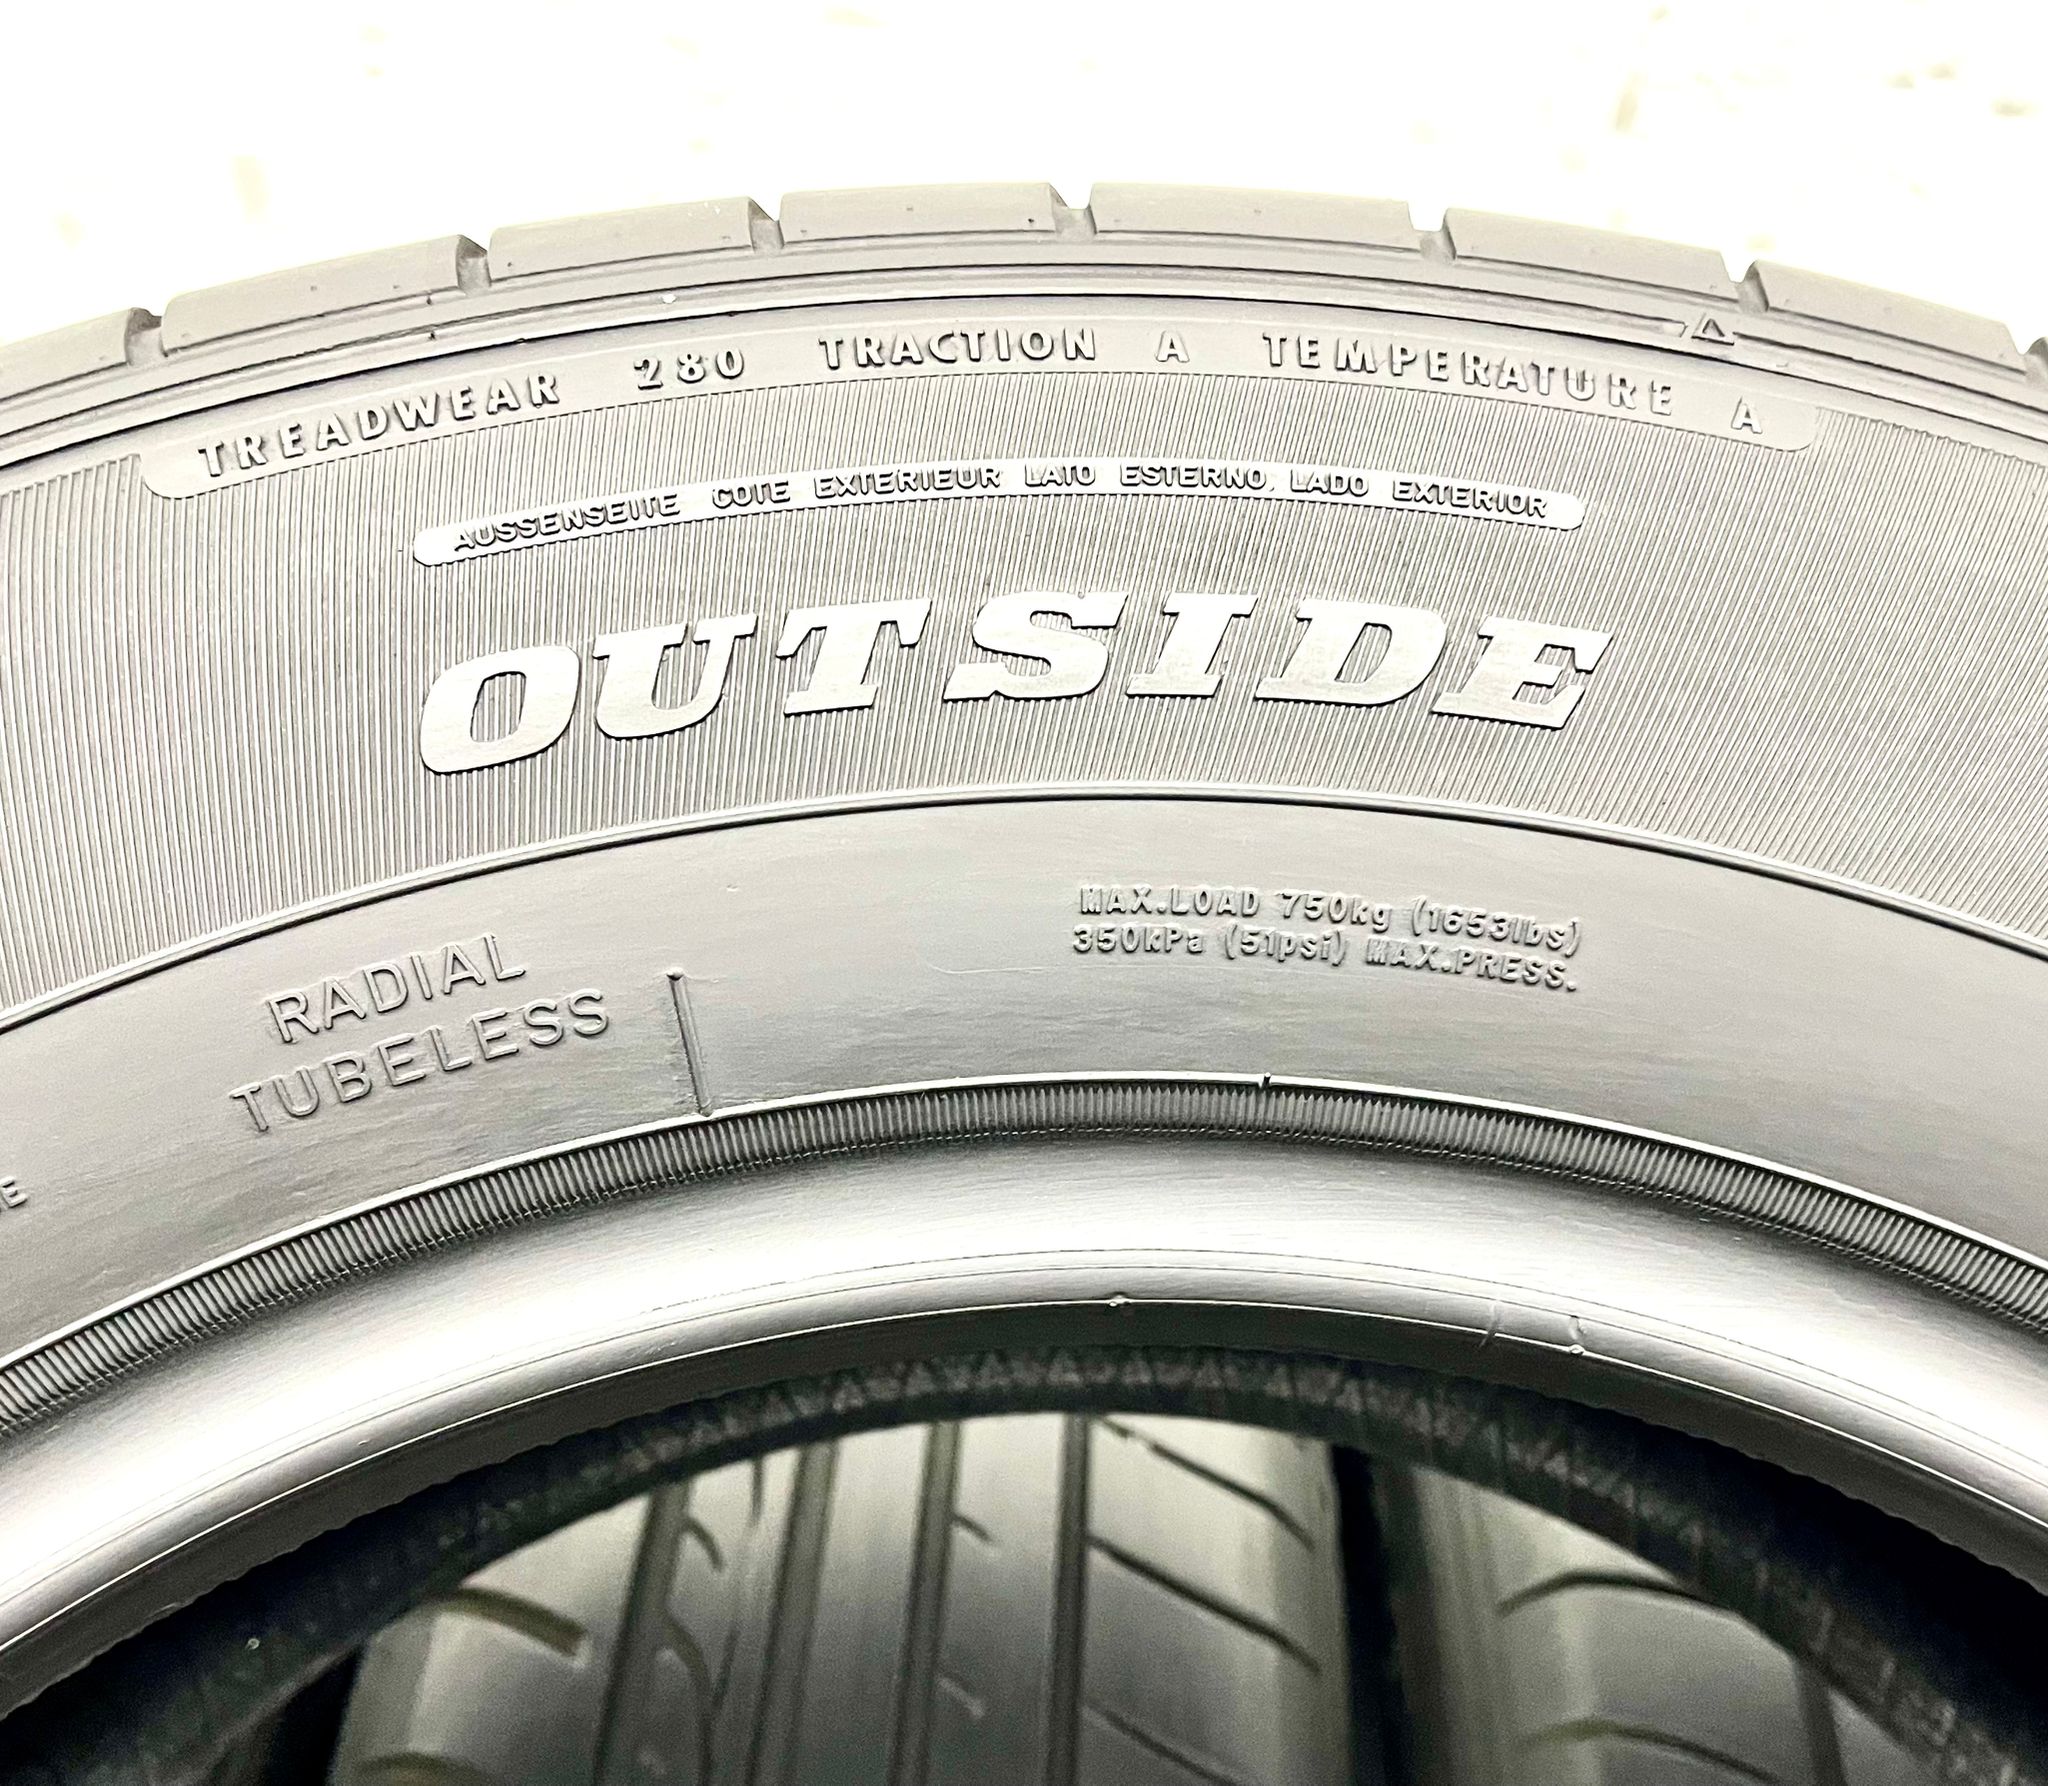 TREADWEAR 280 TRACTION A TEMPERATURE A
AUSSENSEITE COTE EXTERIEUR LATO ESTERNO LADO EXTERIOR
OUTSIDE
MAX.LOAD 750kg (1653lbs)
350kPa (51psi) MAX.PRESS.
RADIAL
TUBELESS